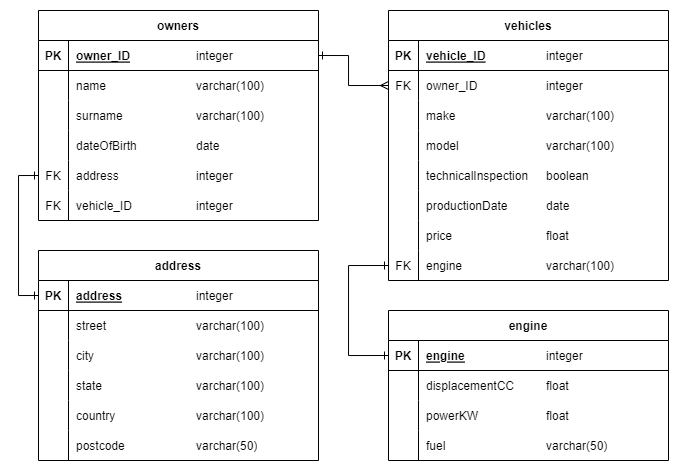 owners
PK owner_ID integer
name varchar(100)
surname varchar(100)
dateOfBirth date
FK address integer
FK vehicle_ID integer
address
PK address integer
street varchar(100)
city varchar(100)
state varchar(100)
country varchar(100)
postcode varchar(50)
vehicles
PK vehicle_ID integer
FK owner_ID integer
make varchar(100)
model varchar(100)
technicalInspection boolean
productionDate date
price float
FK engine varchar(100)
engine
PK engine integer
displacementCC float
powerKW float
fuel varchar(50)